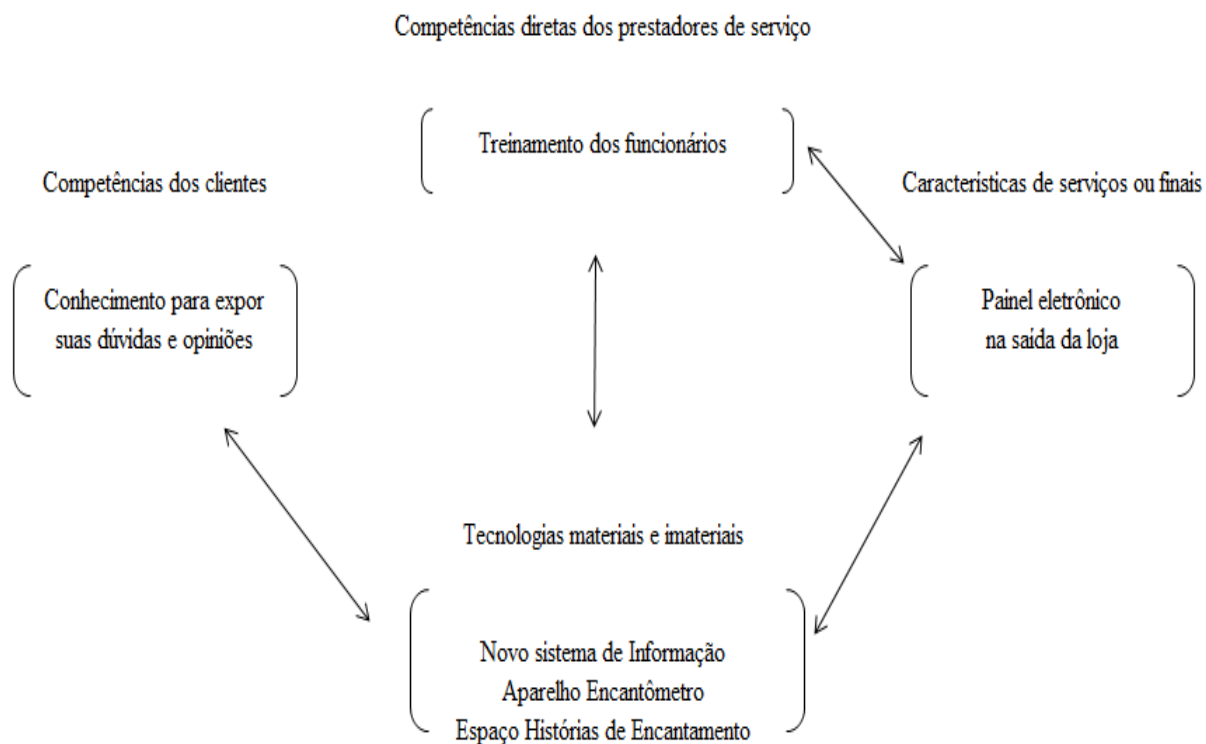 Competências diretas dos prestadores de serviço
Treinamento dos funcionários
Competências dos clientes
Características de serviços ou finais
Conhecimento para expor
suas dúvidas e opiniões
Painel eletrônico
na saída da loja
Tecnologias materiais e imateriais
Novo sistema de Informação
Aparelho Encantômetro
Espaço Histórias de Encantamento